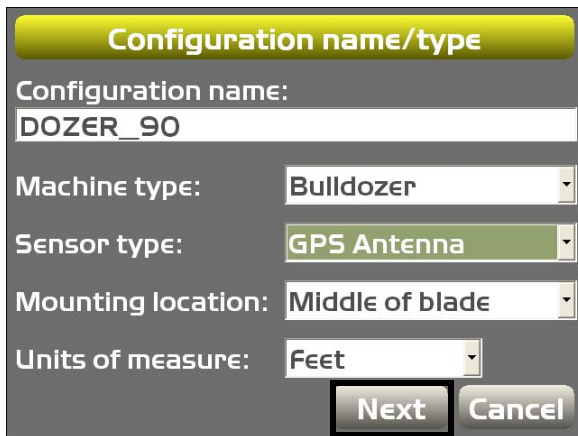 Configuration name/type
Configuration name:
DOZER_90
Machine type: Bulldozer
Sensor type: GPS Antenna
Mounting location: Middle of blade
Units of measure: Feet
Next Cancel